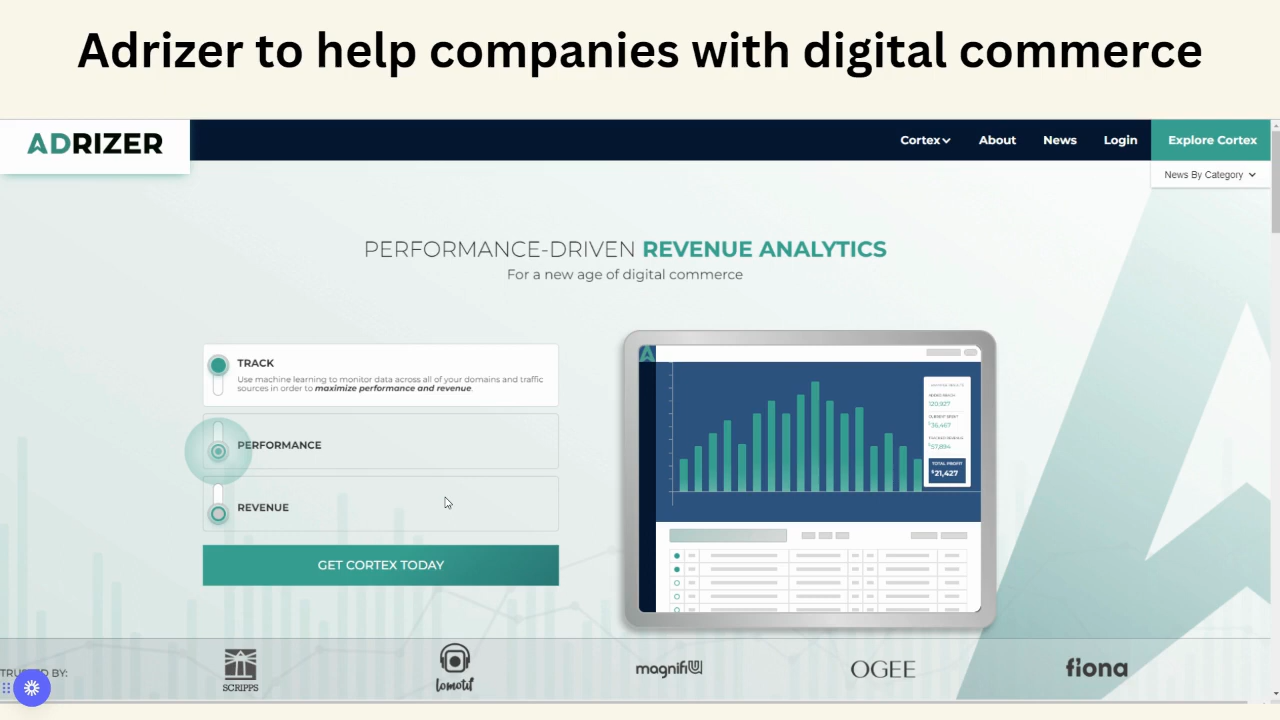 Adrizer to help companies with digital commerce
ADRIZER
Cortex
About
News
Login
Explore Cortex
News By Category
PERFORMANCE-DRIVEN REVENUE ANALYTICS
For a new age of digital commerce
TRACK
Use machine learning to monitor data across all of your domains and traffic
sources in order to maximize performance and revenue.
PERFORMANCE
REVENUE
GET CORTEX TODAY
TOTAL PROFIT
$21,427
SCRIPPS
lomotif
magnifiU
OGEE
fiona